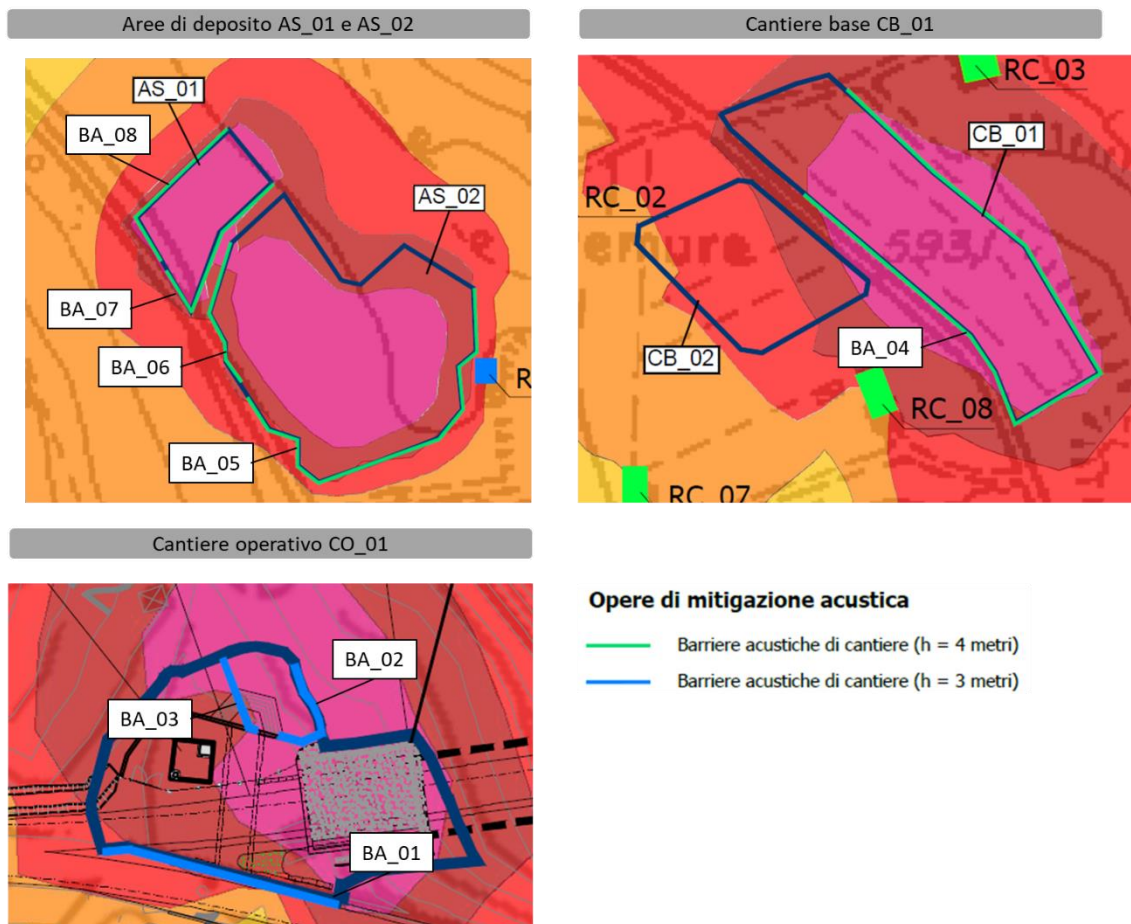 Aree di deposito AS_01 e AS_02
AS_01
BA_08
AS_02
BA_07
BA_06
BA_05
R
Cantiere base CB_01
RC_03
CB_01
RC_02
emure
593/
CB_02
BA_04
RC_08
RC_07
Cantiere operativo CO_01
BA_02
BA_03
BA_01
Opere di mitigazione acustica
Barriere acustiche di cantiere (h = 4 metri)
Barriere acustiche di cantiere (h = 3 metri)